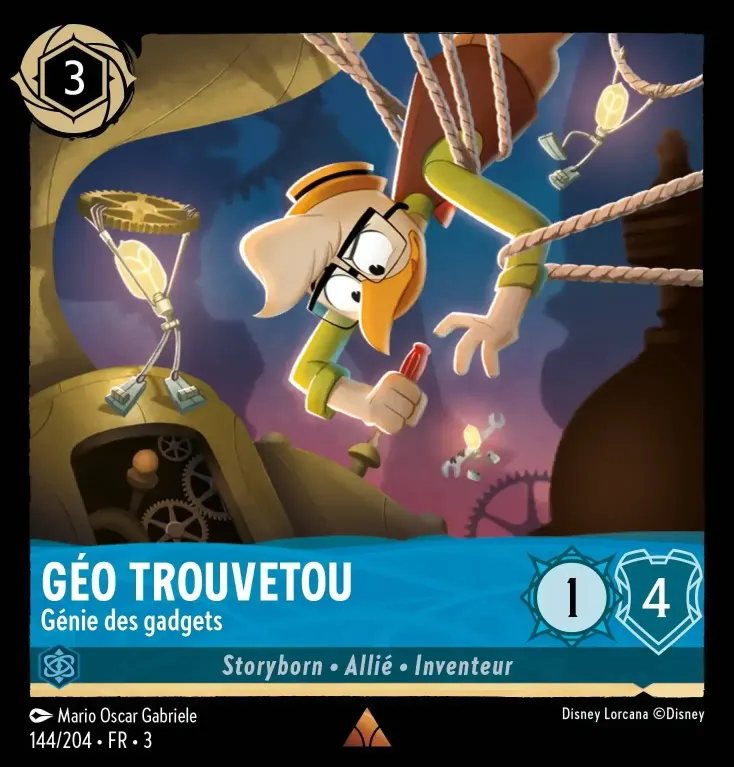 3
GÉO TROUVETOU
Génie des gadgets
1
4
Storyborn • Allié • Inventeur
Mario Oscar Gabriele
Disney Lorcana ©Disney
144/204 • FR • 3